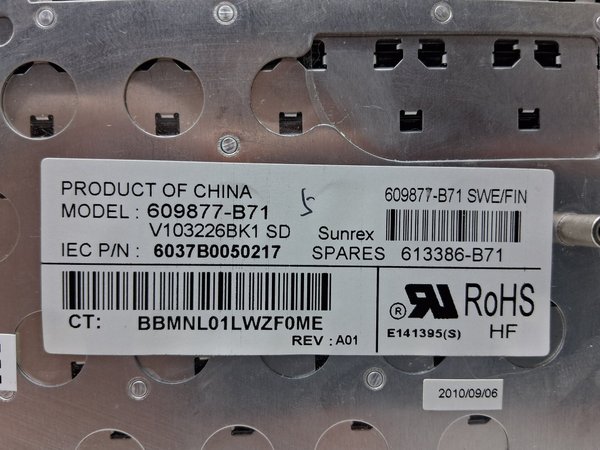 PRODUCT OF CHINA
609877-B71 SWE/FIN
MODEL : 609877-B71
5
V103226BK1 SD
Sunrex
IEC P/N : 6037B0050217
SPARES 613386-B71
CT: BBMNL01LWZF0ME
REV : A01
® RU
E141395(S)
RoHS
HF
2010/09/06